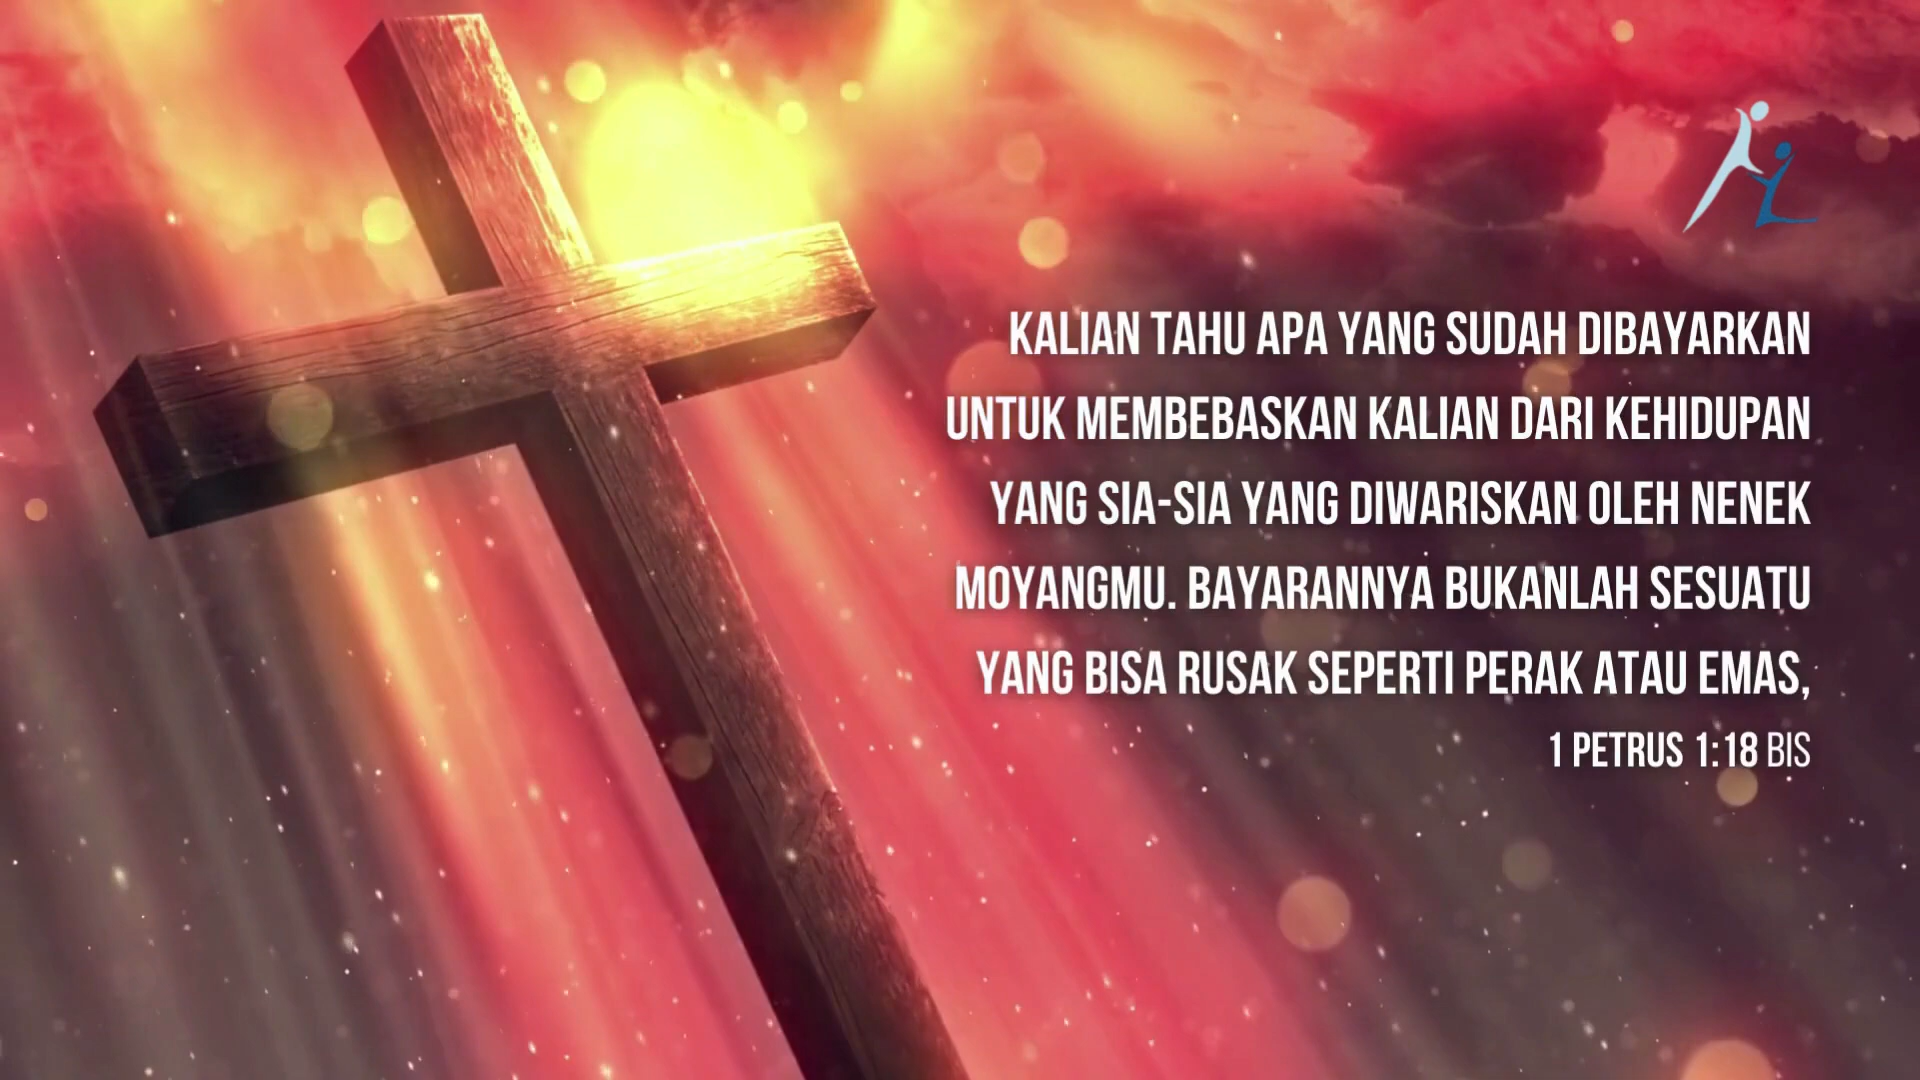 KALIAN TAHU APA YANG SUDAH DIBAYARKAN
UNTUK MEMBEBASKAN KALIAN DARI KEHIDUPAN
YANG SIA-SIA YANG DIWARISKAN OLEH NENEK
MOYANGMU. BAYARANNYA BUKANLAH SESUATU
YANG BISA RUSAK SEPERTI PERAK ATAU EMAS,
1 PETRUS 1:18 BIS